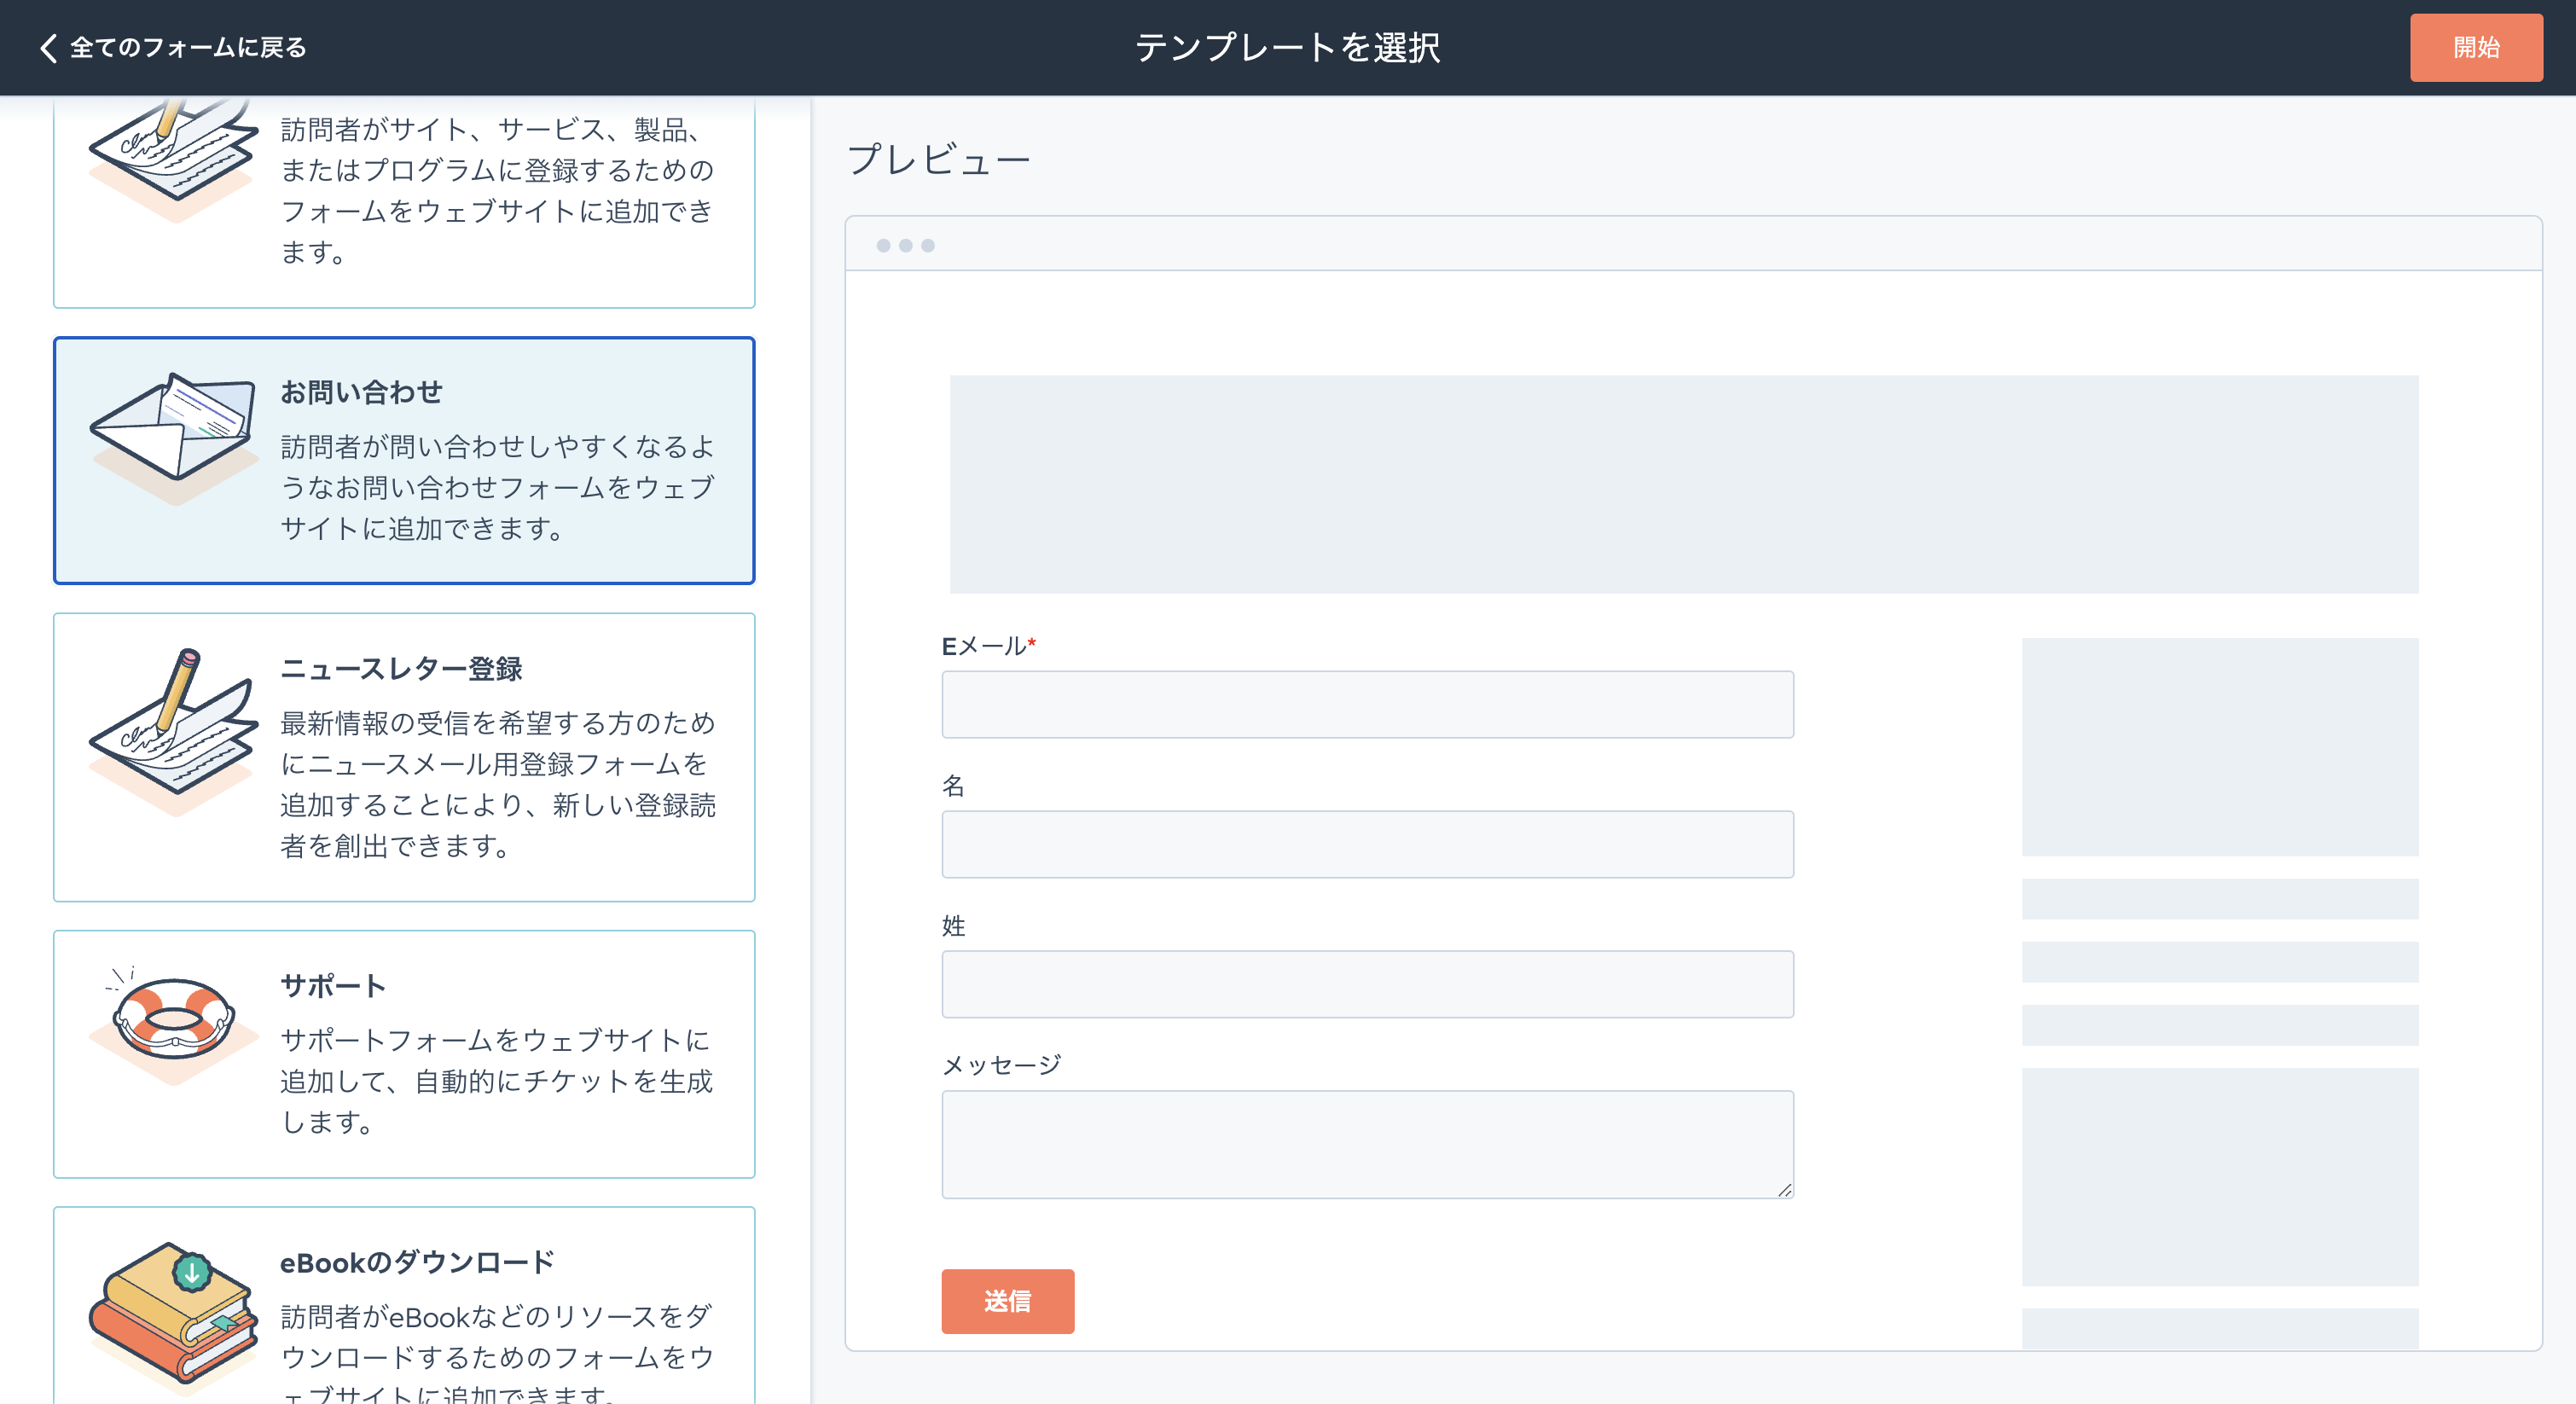 全てのフォームに戻る
テンプレートを選択
開始
訪問者がサイト、サービス、製品、
またはプログラムに登録するための
フォームをウェブサイトに追加でき
ます。
お問い合わせ
訪問者が問い合わせしやすくなるよ
うなお問い合わせフォームをウェブ
サイトに追加できます。
ニュースレター登録
最新情報の受信を希望する方のため
にニュースメール用登録フォームを
追加することにより、新しい登録読
者を創出できます。
サポート
サポートフォームをウェブサイトに
追加して、自動的にチケットを生成
します。
eBookのダウンロード
訪問者がeBookなどのリソースをダ
ウンロードするためのフォームをウ
ェブサイトに追加できます。
プレビュー
Eメール*
名
姓
メッセージ
送信